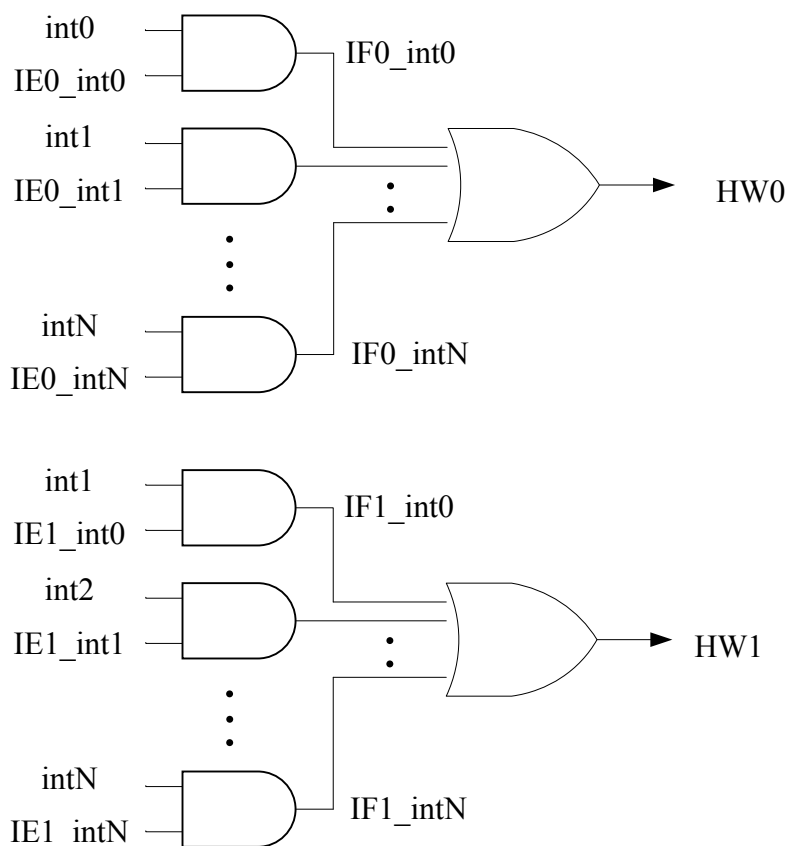 int0
IE0_int0
IF0_int0
int1
IE0_int1
HW0
intN
IE0_intN
IF0_intN
int1
IE1_int0
IF1_int0
int2
IE1_int1
HW1
intN
IE1_intN
IF1_intN